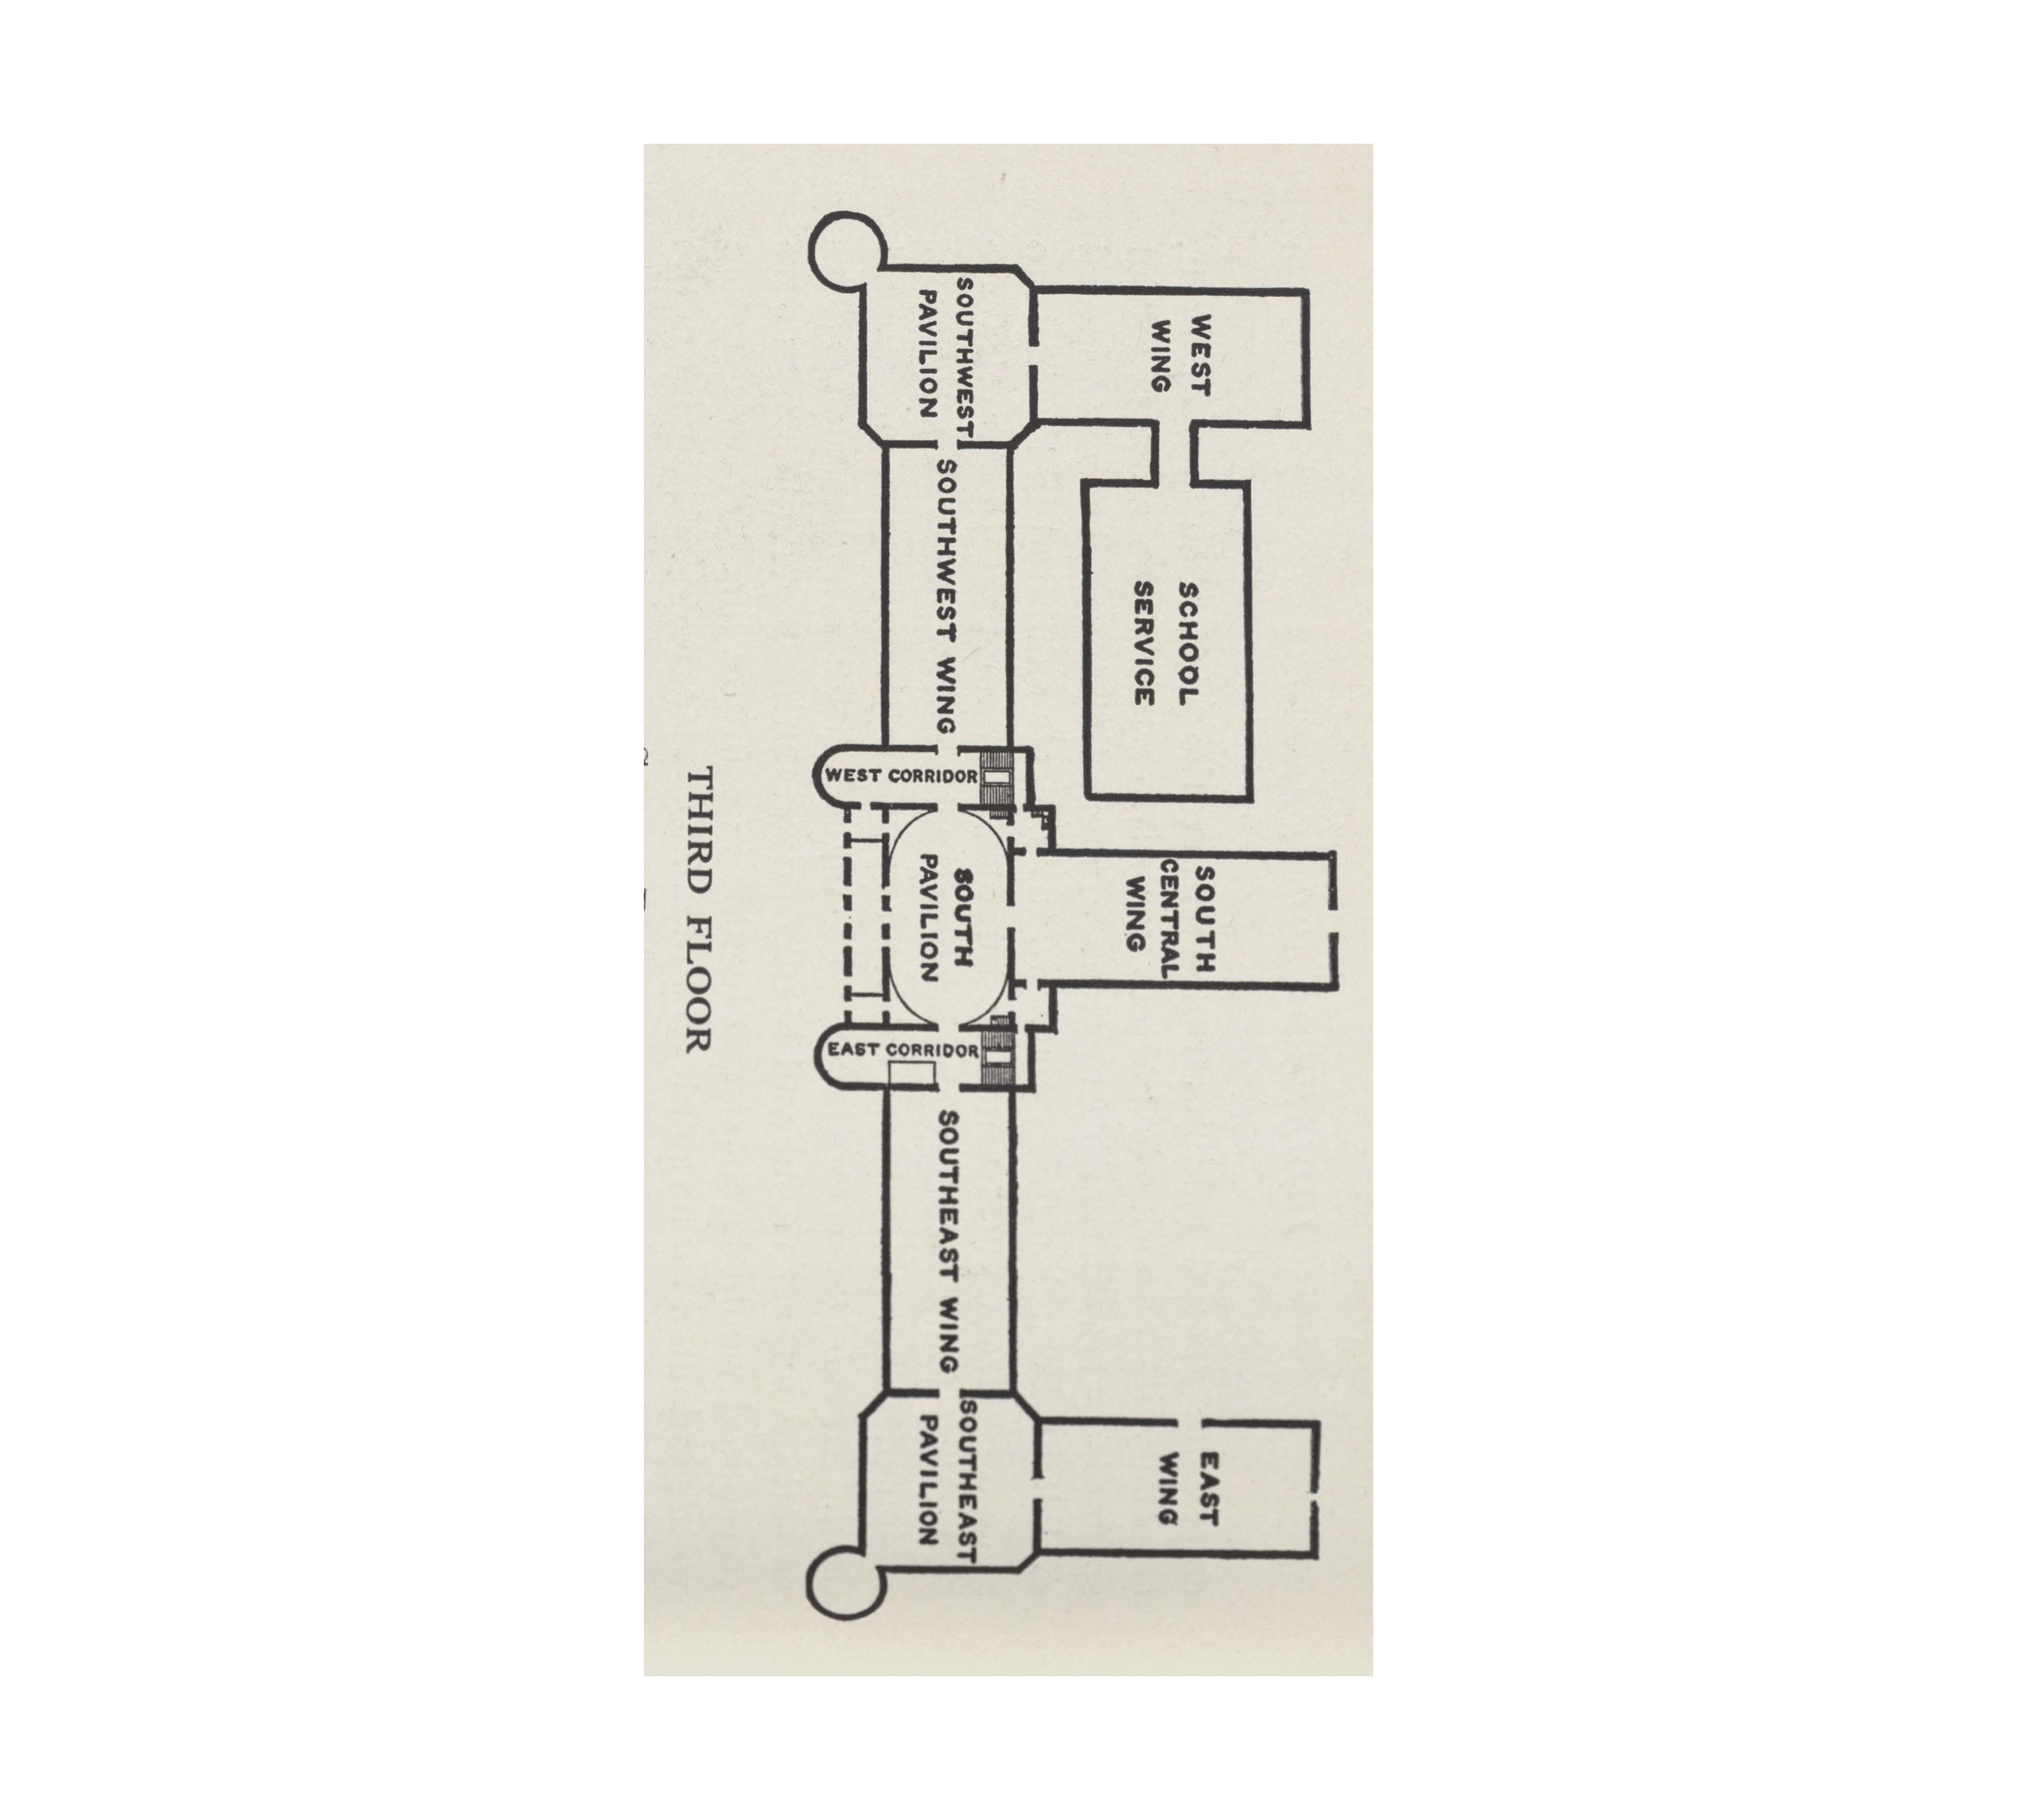 WEST
WING
SCHOOL
SERVICE
SOUTH
CENTRAL
WING
EAST
WING
SOUTHWEST
PAVILION
SOUTHWEST WING
WEST CORRIDOR
SOUTH
PAVILION
EAST CORRIDOR
SOUTHEAST WING
SOUTHEAST
PAVILION
THIRD FLOOR